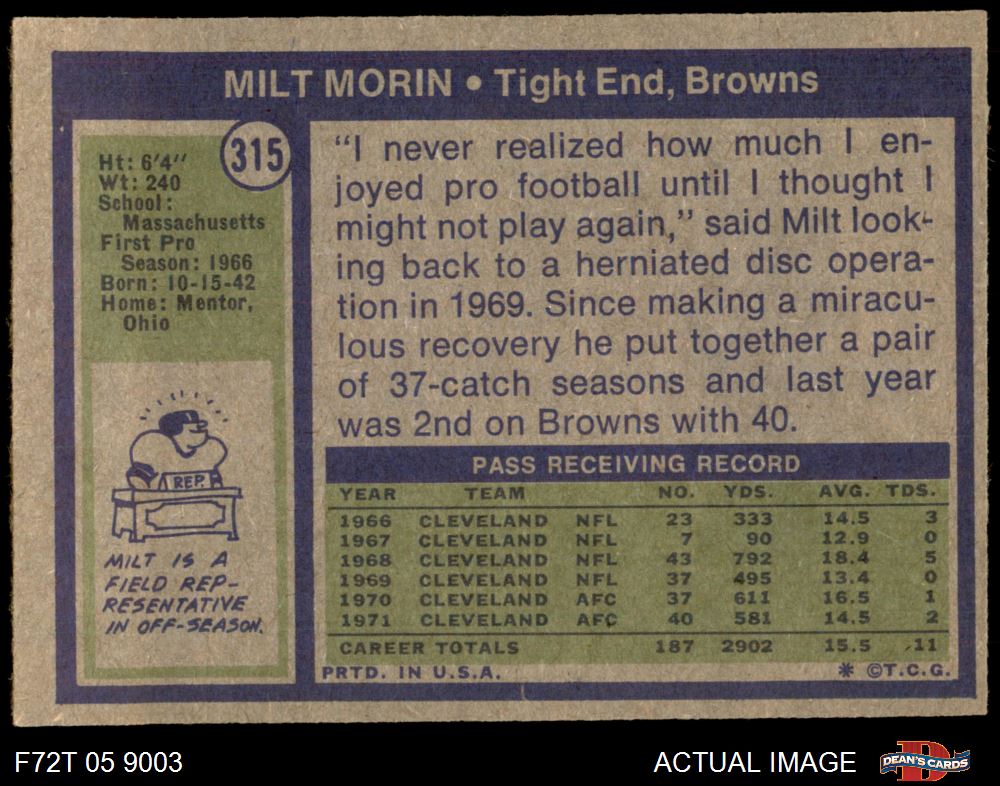 MILT MORIN • Tight End, Browns
315
Ht: 6'4"
Wt: 240
School:
Massachusetts
First Pro
Season: 1966
Born: 10-15-42
Home: Mentor,
Ohio
REP.
MILT IS A
FIELD REP-
RESENTATIVE
IN OFF-SEASON.
“I never realized how much I en-
joyed pro football until I thought I
might not play again,” said Milt look-
ing back to a herniated disc opera-
tion in 1969. Since making a miracu-
lous recovery he put together a pair
of 37-catch seasons and last year
was 2nd on Browns with 40.
PASS RECEIVING RECORD
YEAR TEAM NO. YDS. AVG. TDS.
1966 CLEVELAND NFL 23 333 14.5 3
1967 CLEVELAND NFL 7 90 12.9 0
1968 CLEVELAND NFL 43 792 18.4 5
1969 CLEVELAND NFL 37 495 13.4 0
1970 CLEVELAND AFC 37 611 16.5 1
1971 CLEVELAND AFC 40 581 14.5 2
CAREER TOTALS 187 2902 15.5 11
PRTD. IN U.S.A. * ©T.C.G.
F72T 05 9003 ACTUAL IMAGE D DEAN'S CARDS